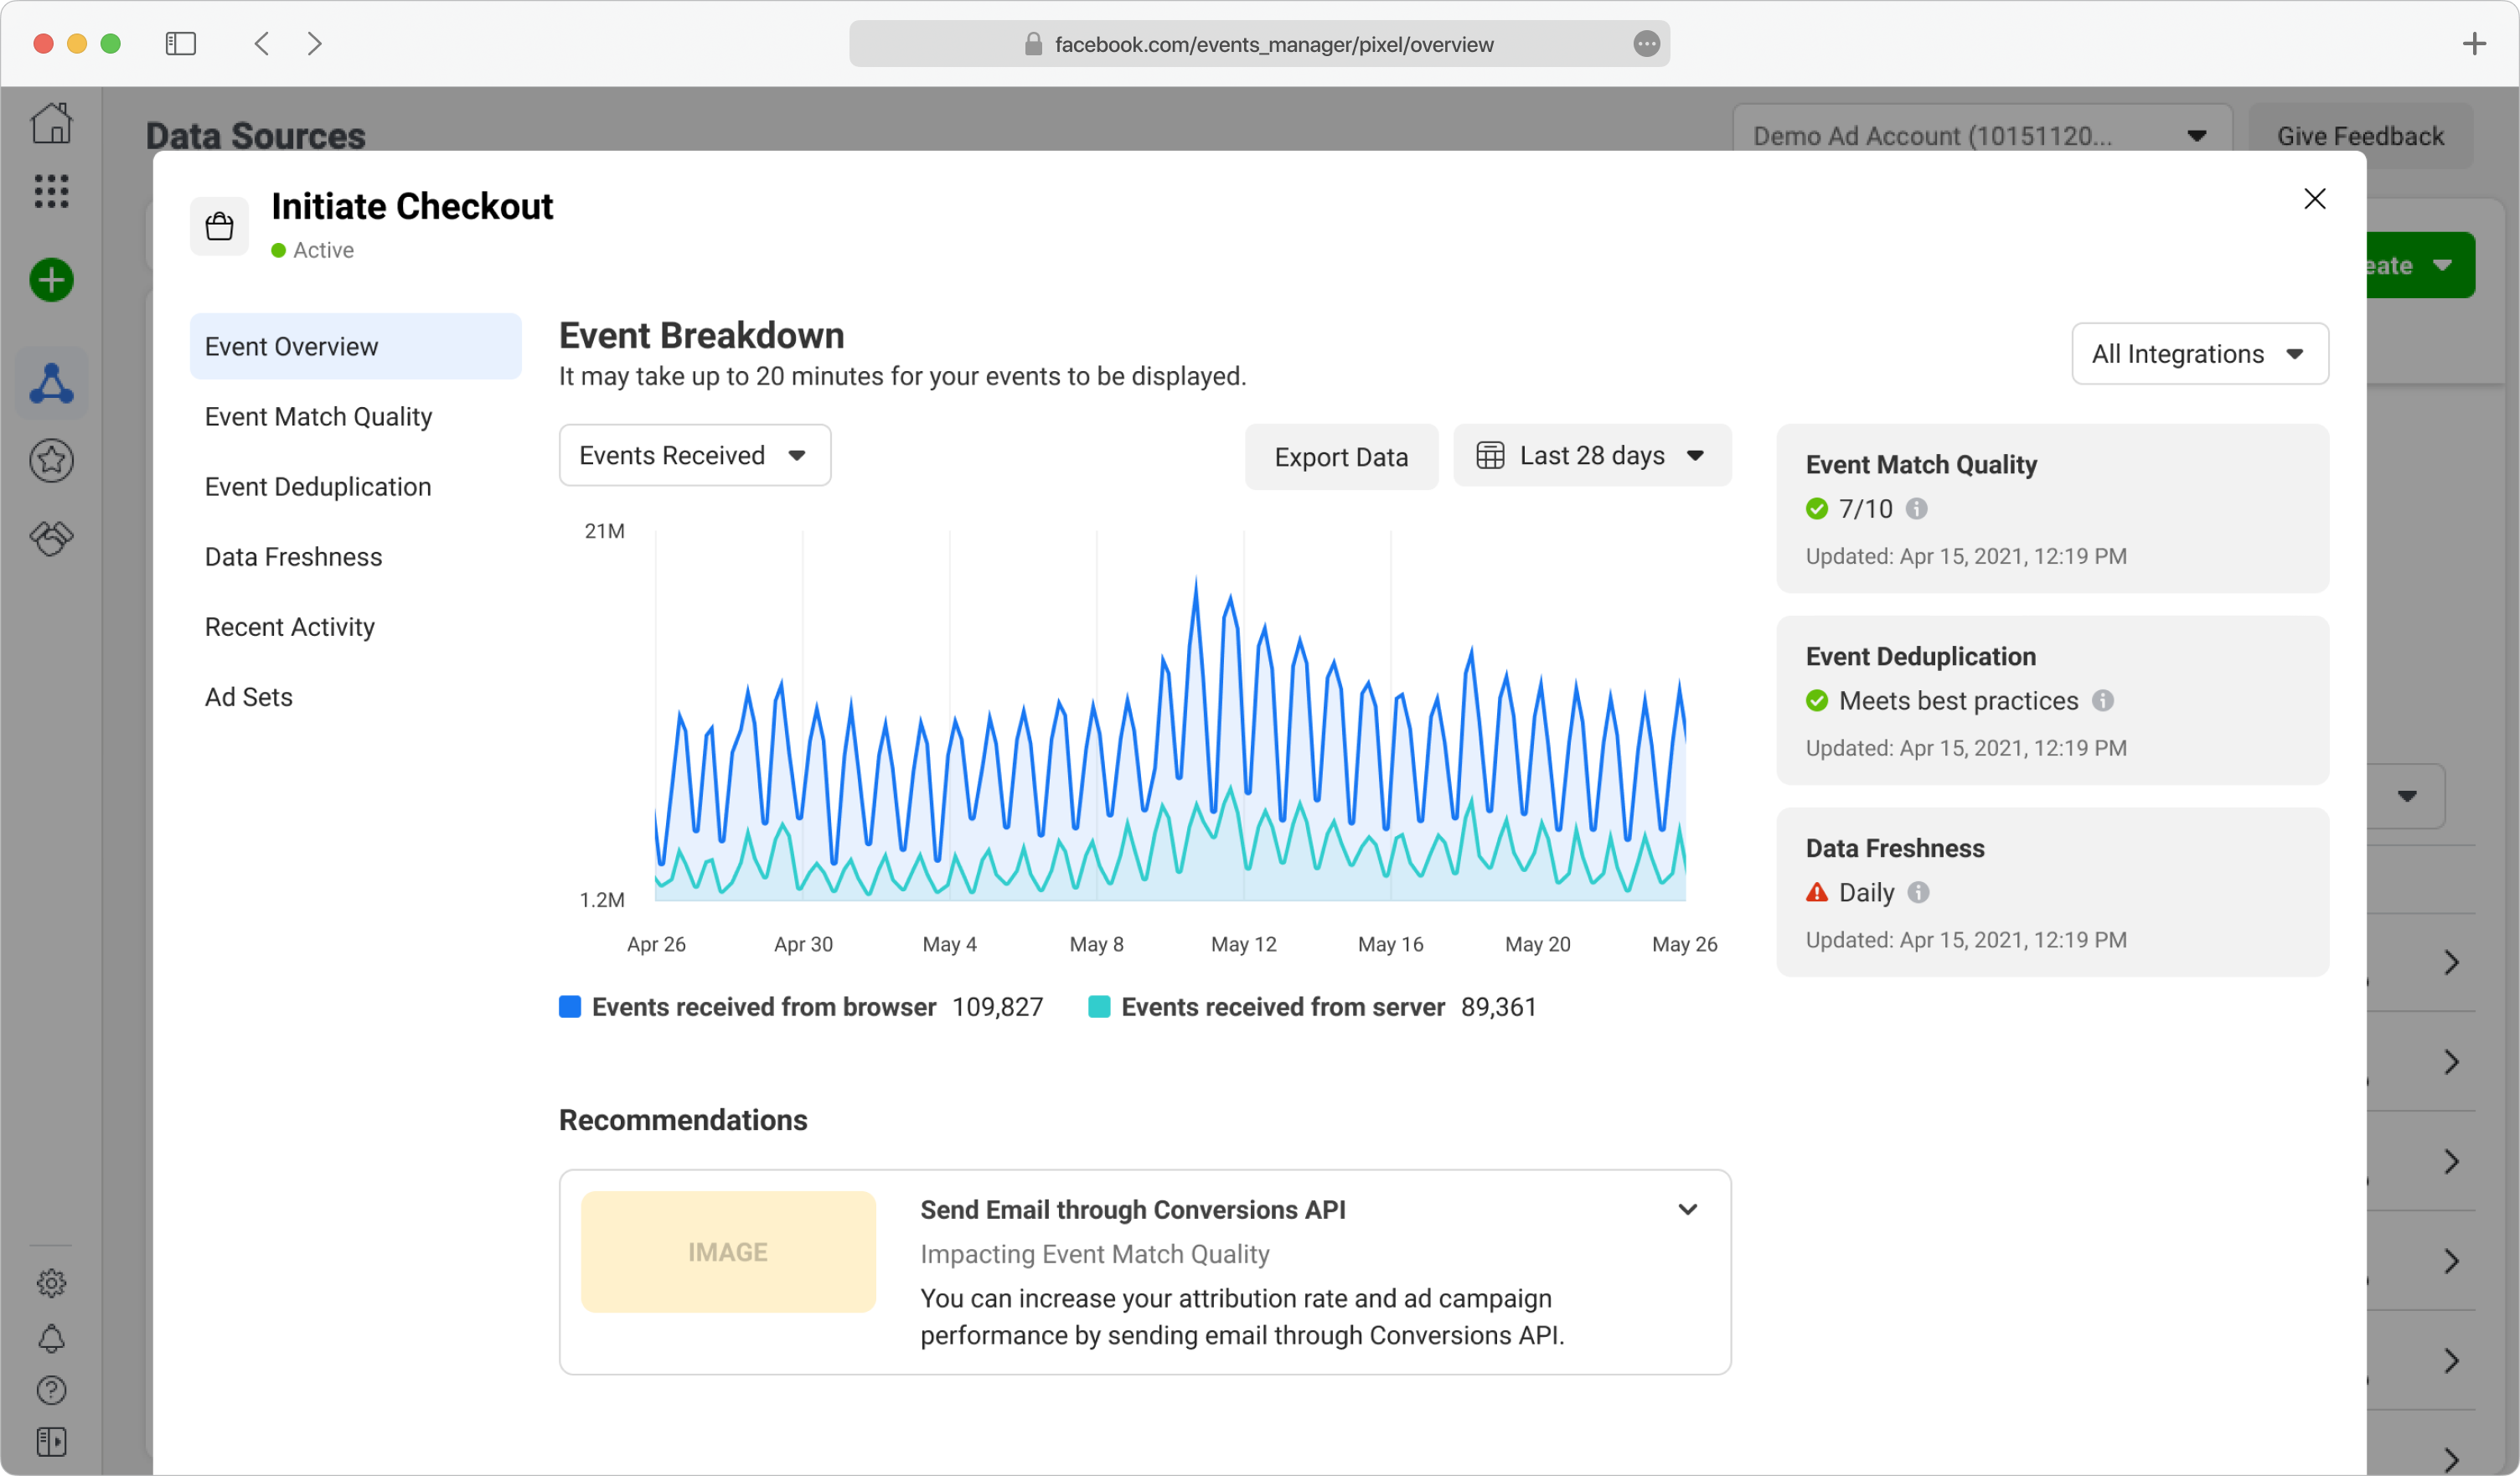 facebook.com/events_manager/pixel/overview
Data Sources
Demo Ad Account (10151120...
Give Feedback
Initiate Checkout
Active
eate
Event Overview
Event Match Quality
Event Deduplication
Data Freshness
Recent Activity
Ad Sets
Event Breakdown
It may take up to 20 minutes for your events to be displayed.
All Integrations
Events Received
Export Data
Last 28 days
21M
1.2M
Apr 26
Apr 30
May 4
May 8
May 12
May 16
May 20
May 26
Events received from browser 109,827
Events received from server 89,361
Event Match Quality
7/10
Updated: Apr 15, 2021, 12:19 PM
Event Deduplication
Meets best practices
Updated: Apr 15, 2021, 12:19 PM
Data Freshness
Daily
Updated: Apr 15, 2021, 12:19 PM
Recommendations
IMAGE
Send Email through Conversions API
Impacting Event Match Quality
You can increase your attribution rate and ad campaign
performance by sending email through Conversions API.